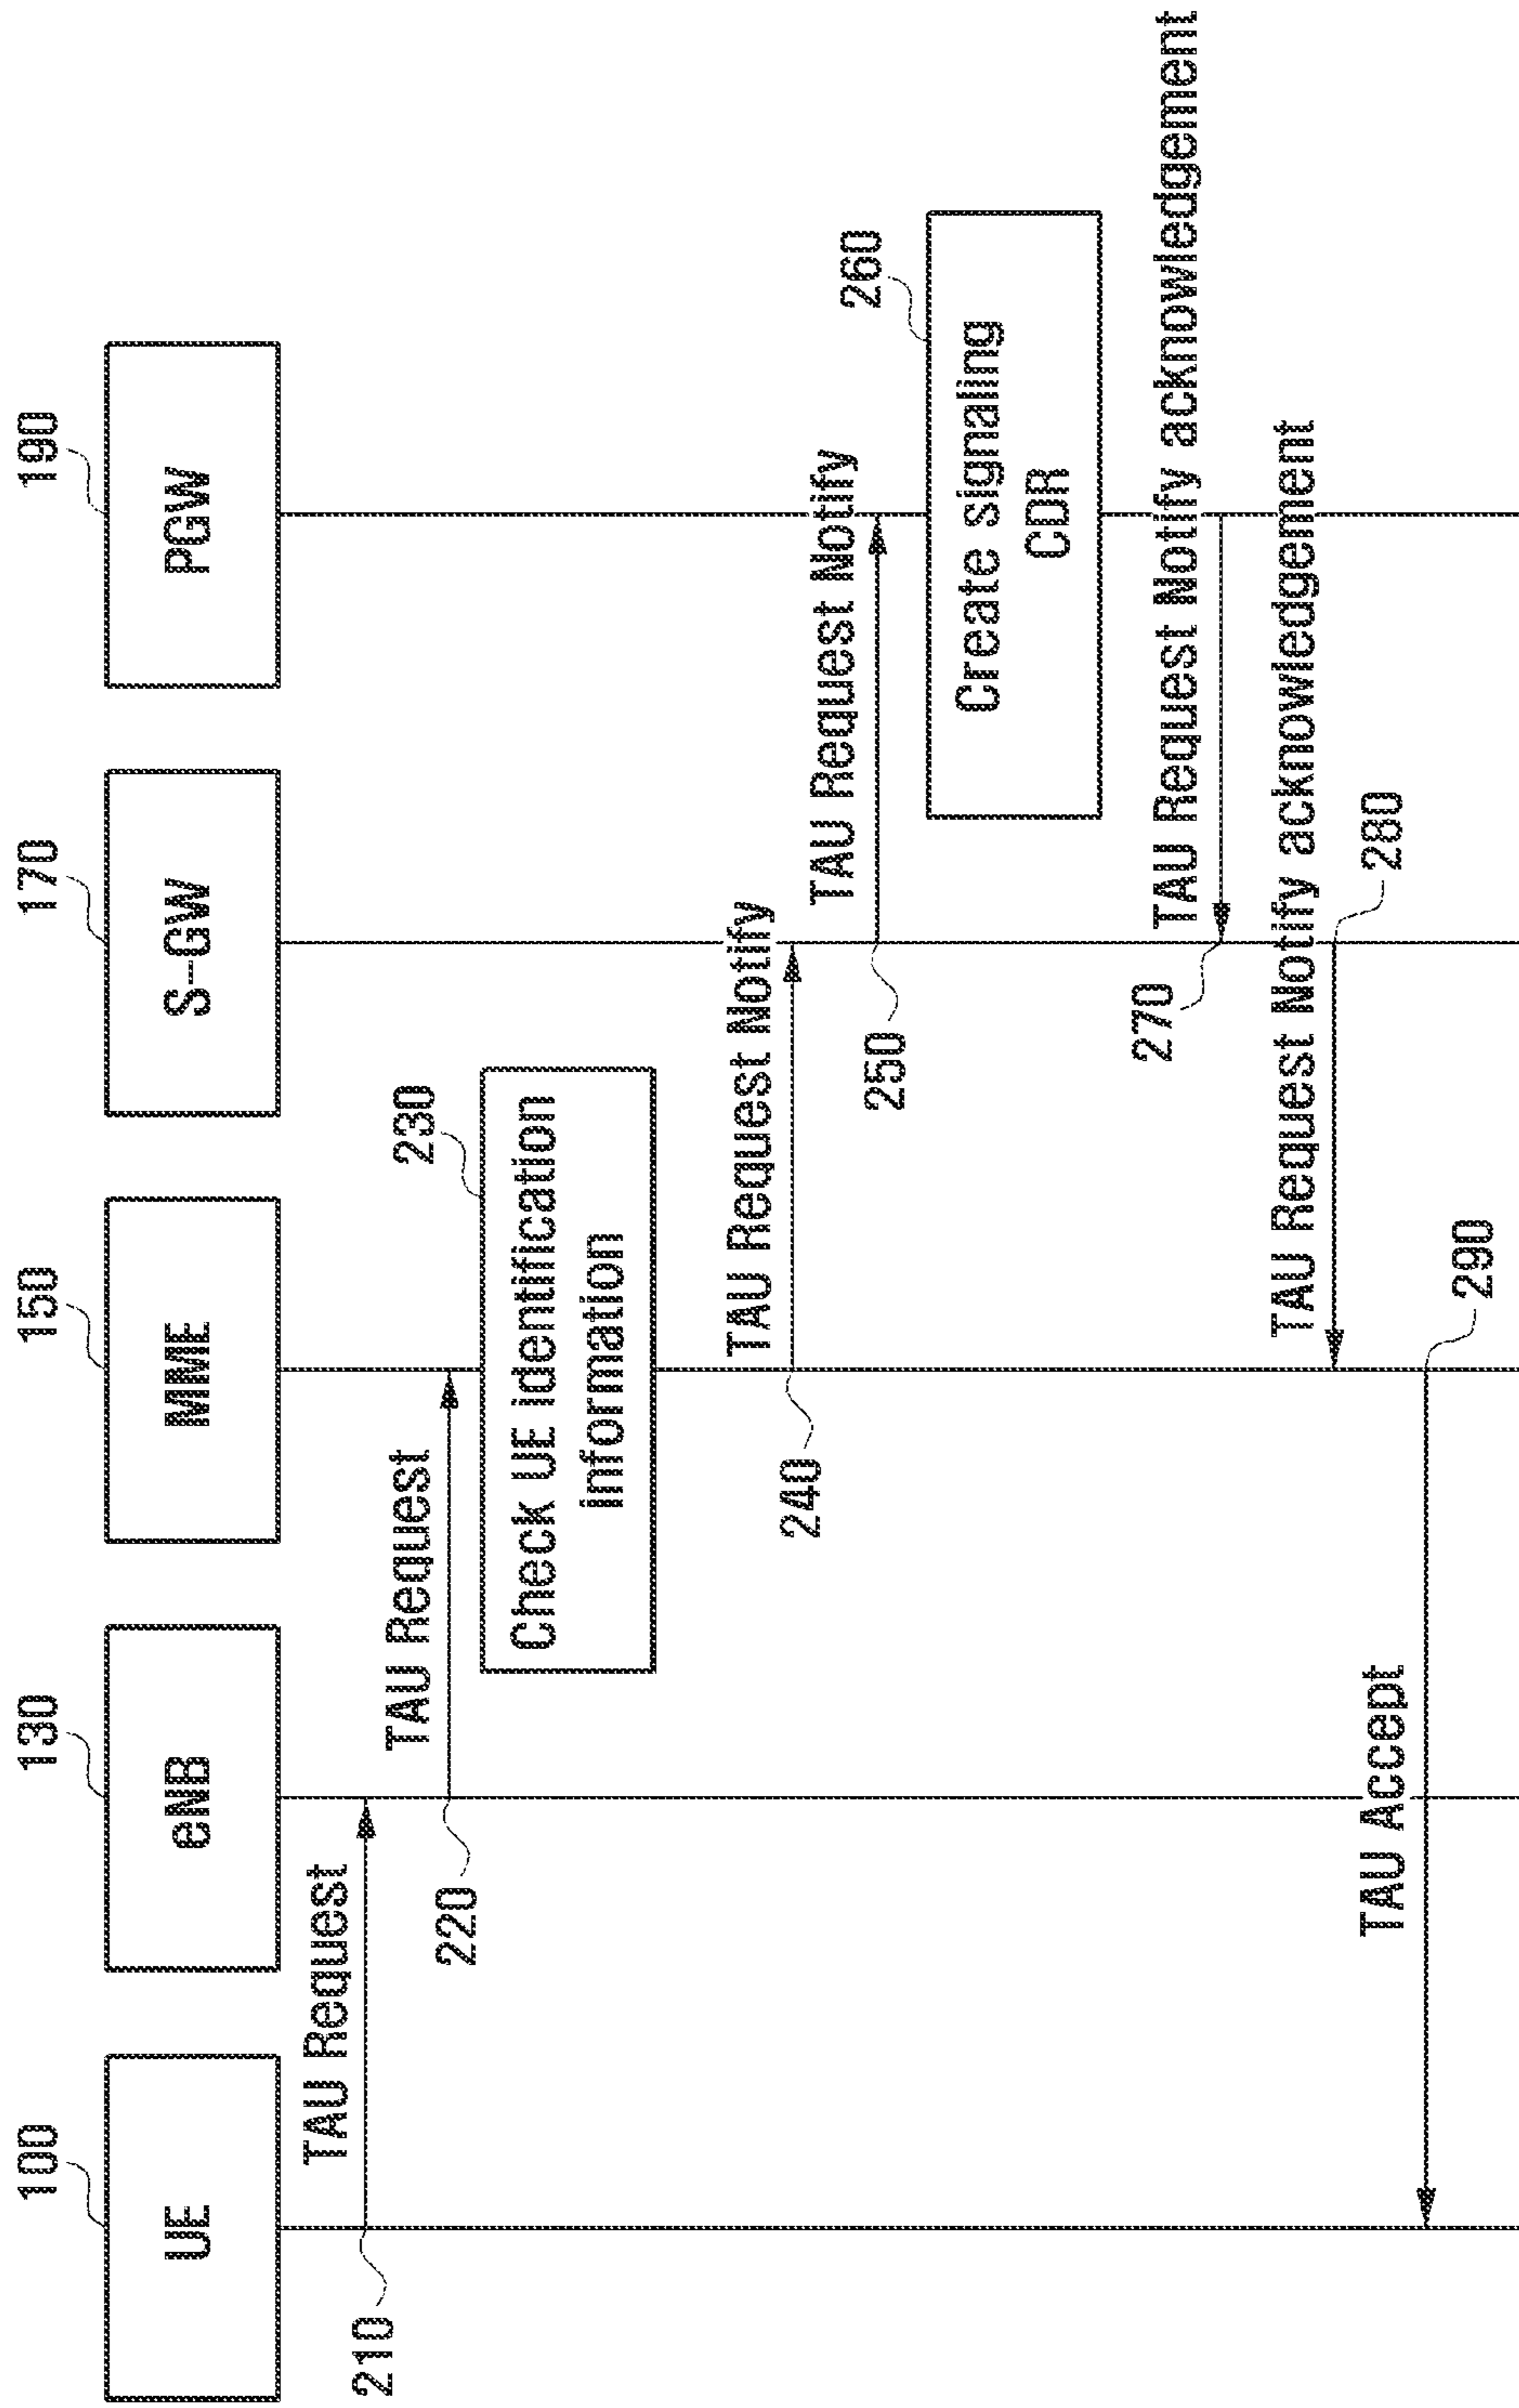 100
130
150
170
190
UE
eNB
MME
S-GW
PGW
TAU Request
210
TAU Request
220
230
Check UE identification
information
TAU Request Notify
240
TAU Request Notify
250
260
Create signaling
CDR
TAU Request Notify acknowledgement
270
TAU Request Notify acknowledgement
280
TAU Accept
290